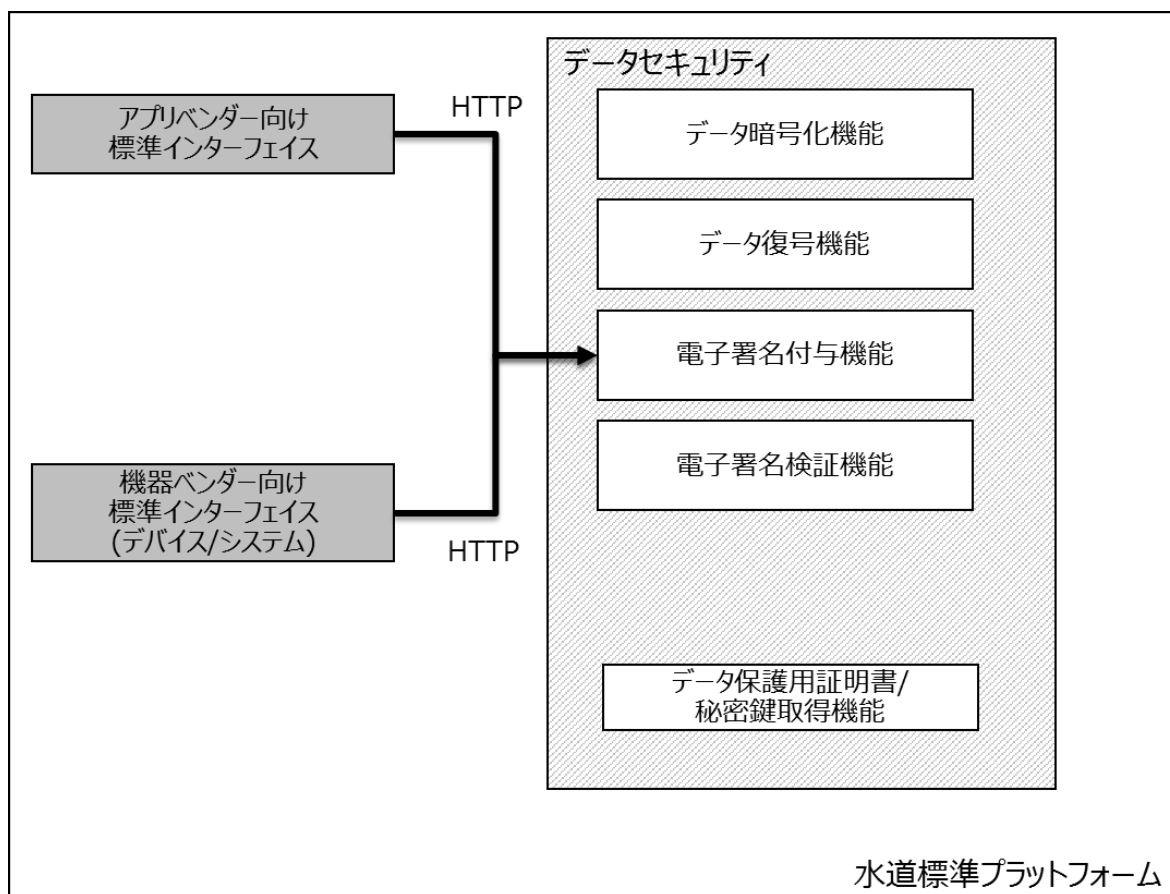 データセキュリティ
アプリベンダー向け
標準インターフェイス
HTTP
データ暗号化機能
データ復号機能
電子署名付与機能
電子署名検証機能
機器ベンダー向け
標準インターフェイス
(デバイス/システム)
HTTP
データ保護用証明書/
秘密鍵取得機能
水道標準プラットフォーム